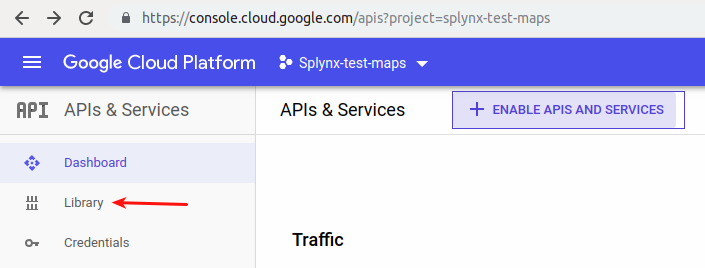 https://console.cloud.google.com/apis?project=splynx-test-maps
Google Cloud Platform Splynx-test-maps
API APIs & Services APIs & Services + ENABLE APIS AND SERVICES
Dashboard
Library
Credentials
Traffic